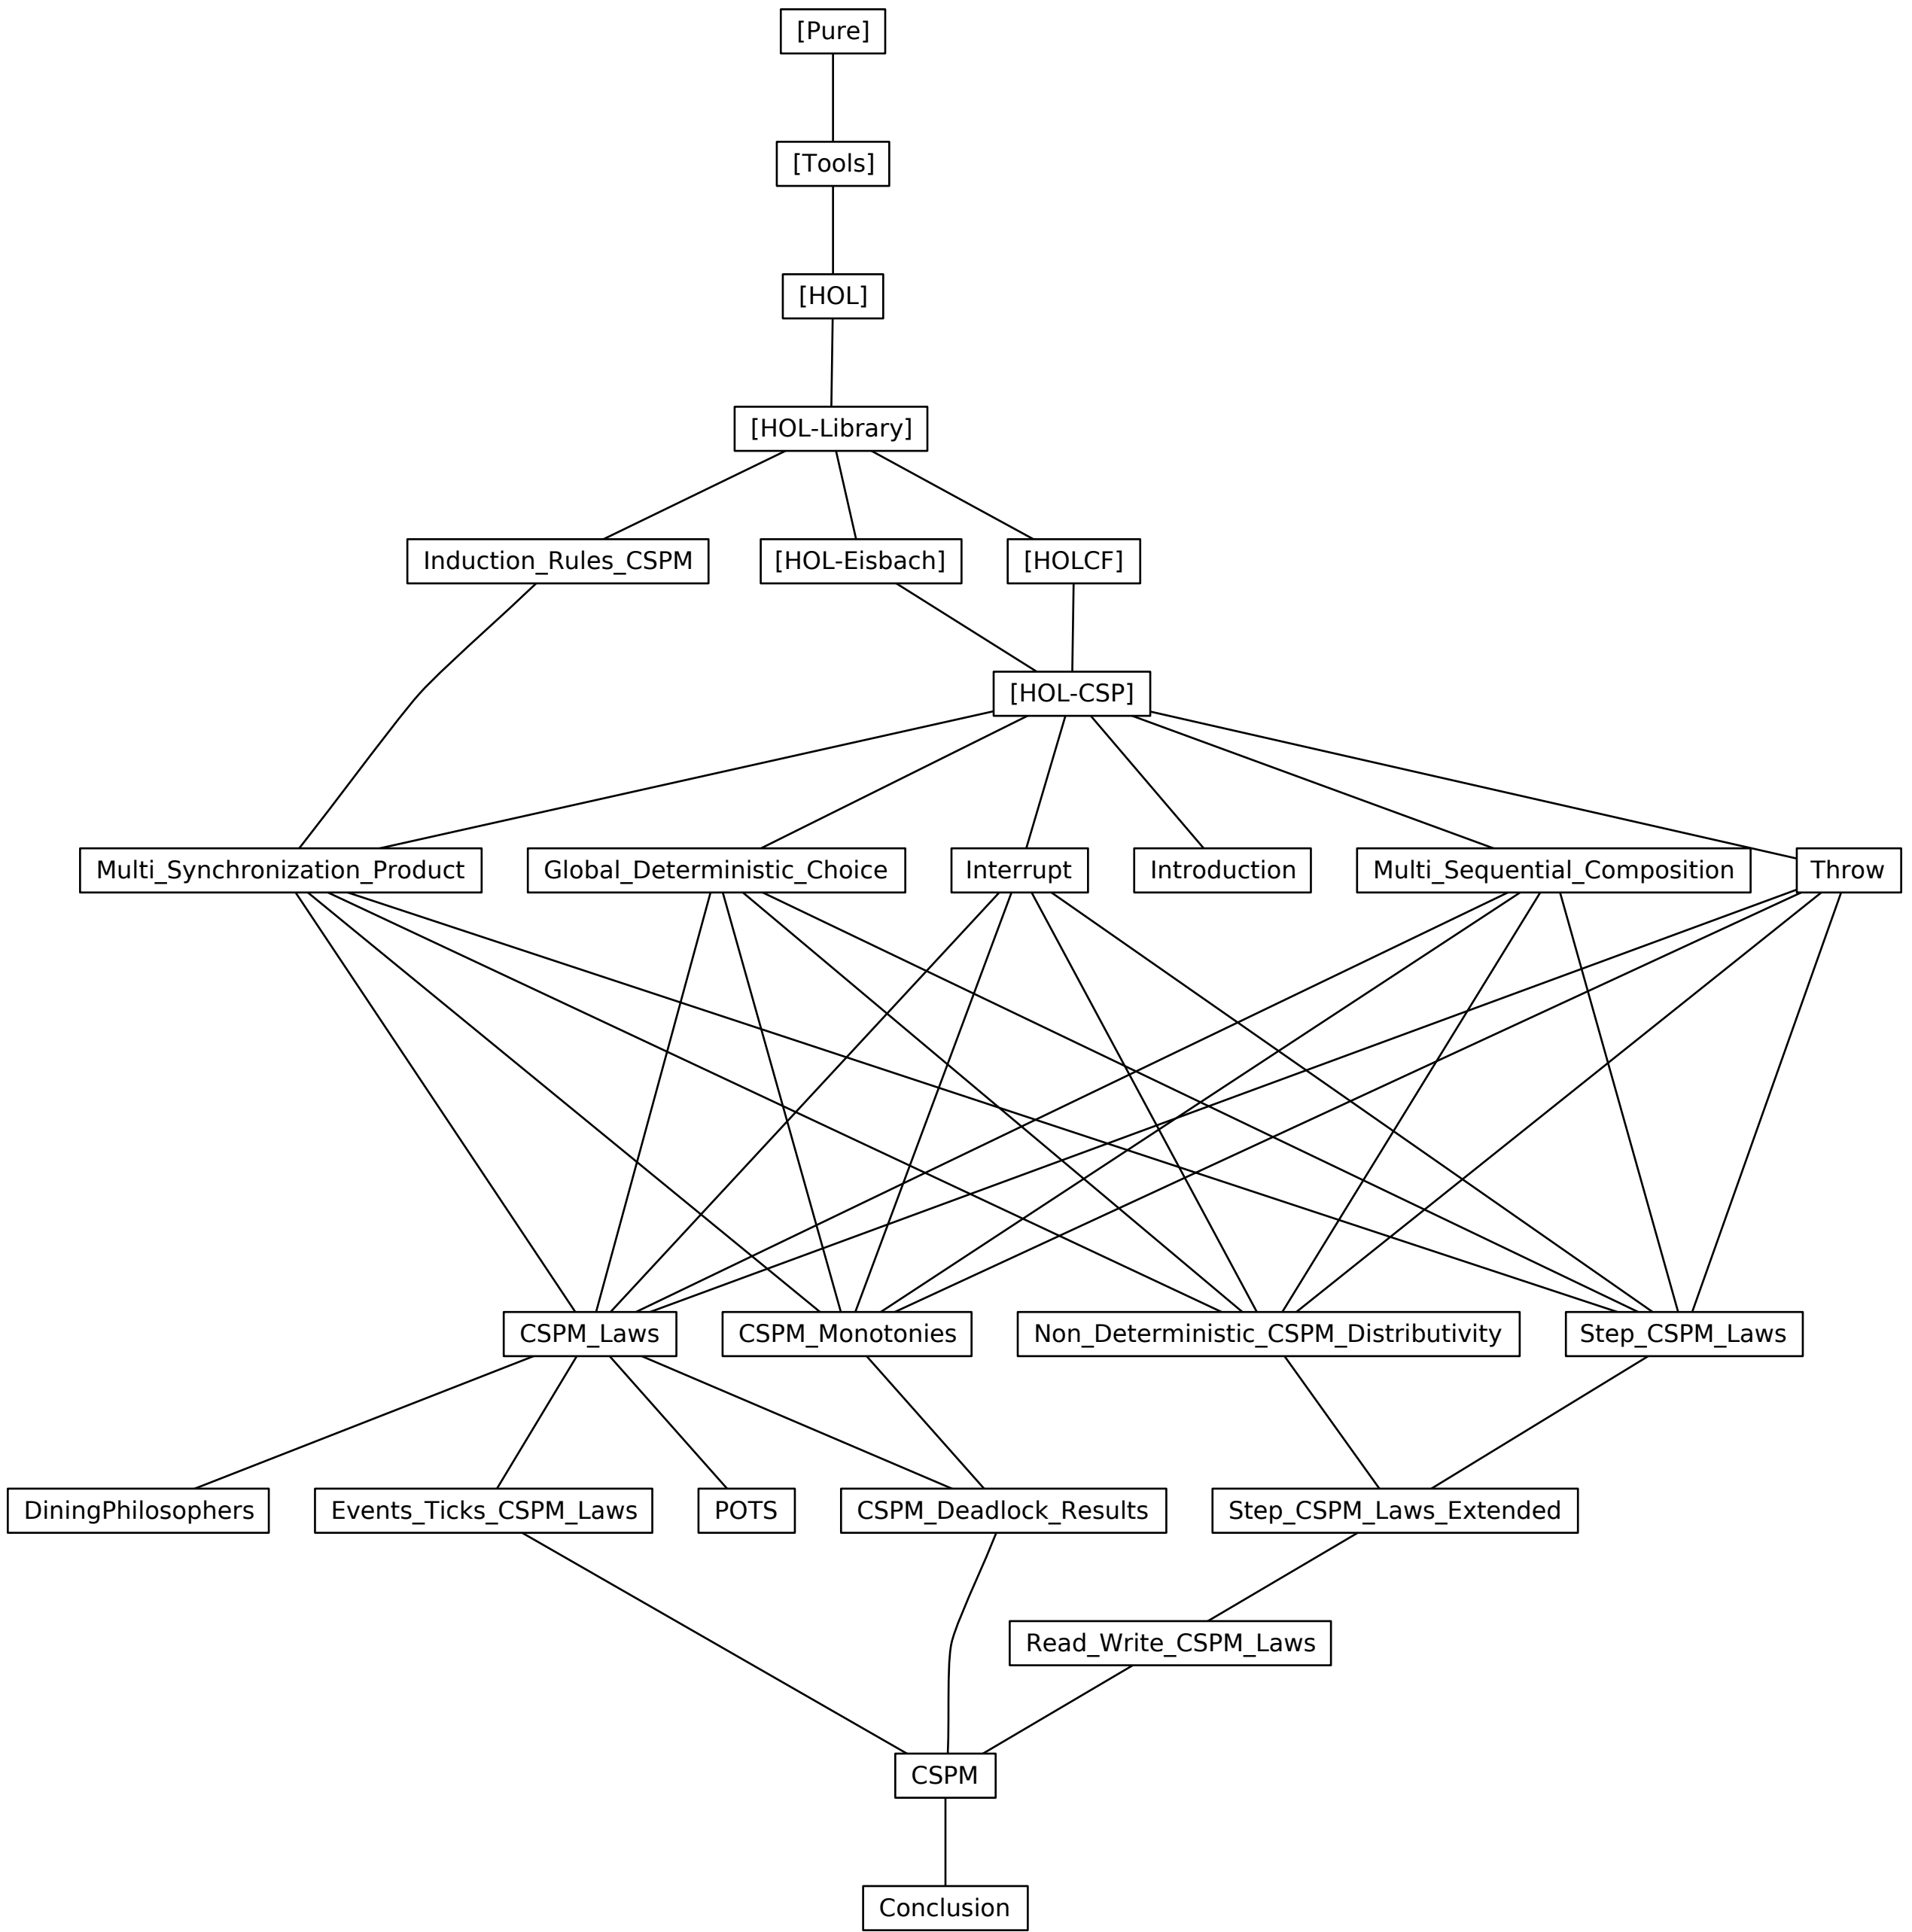 [Pure]
[Tools]
[HOL]
[HOL-Library]
Induction_Rules_CSPM
[HOL-Eisbach]
[HOLCF]
[HOL-CSP]
Multi_Synchronization_Product
Global_Deterministic_Choice
Interrupt
Introduction
Multi_Sequential_Composition
Throw
CSPM_Laws
CSPM_Monotonies
Non_Deterministic_CSPM_Distributivity
Step_CSPM_Laws
DiningPhilosophers
Events_Ticks_CSPM_Laws
POTS
CSPM_Deadlock_Results
Step_CSPM_Laws_Extended
Read_Write_CSPM_Laws
CSPM
Conclusion